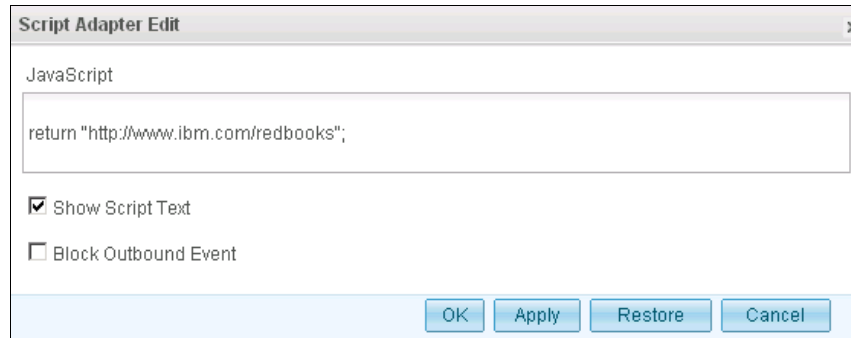 Script Adapter Edit
JavaScript
return "http://www.ibm.com/redbooks";
Show Script Text
Block Outbound Event
OK Apply Restore Cancel